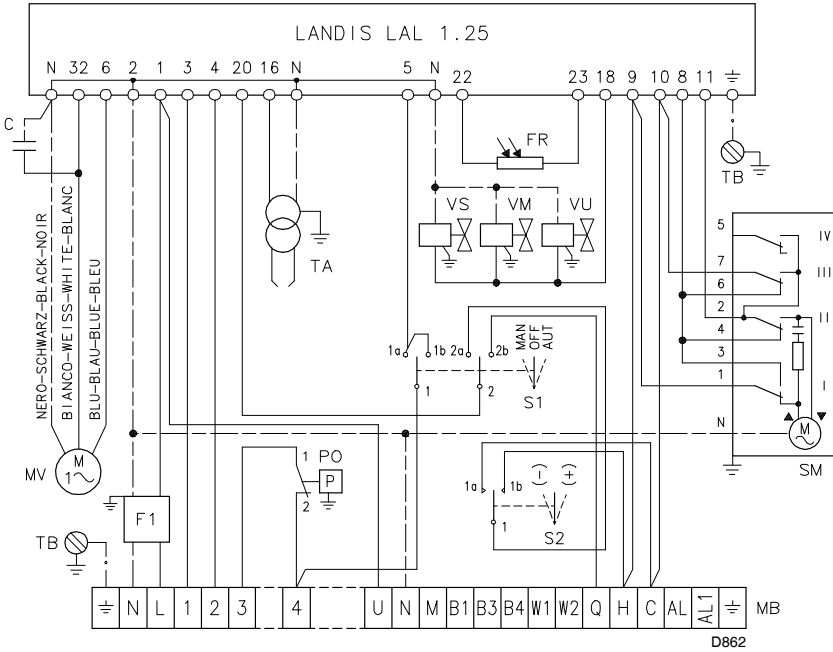 LANDIS LAL 1.25
N 32 6 2 1 3 4 20 16 N 5 N 22 23 18 9 10 8 11
C
FR
TB
NERO-SCHWARZ-BLACK-NOIR
BIANCO-WEISS-WHITE-BLANC
BLU-BLAU-BLUE-BLEU
VS VM VU
TA
5 IV
7 III
6
2 II
4
3
1 I
N
M
SM
1a 1b 2a 2b
MAN
OFF
AUT
1 2
S1
M
1~
MV
1 PO
P
2
1a 1b (-) (+)
1
S2
F1
TB
N L 1 2 3 4 U N M B1 B3 B4 W1 W2 Q H C AL AL1 MB
D862